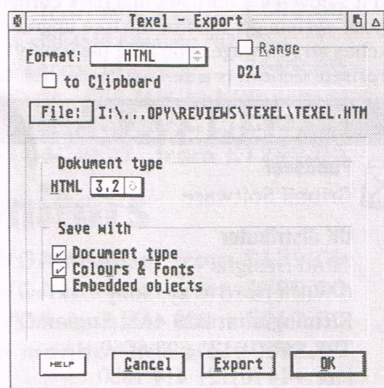 Texel - Export
Format: HTML
Range
to Clipboard
D21
File: I:\...OPY\REVIEWS\TEXEL\TEXEL.HTM
Dokument type
HTML 3.2
Save with
Document type
Colours & Fonts
Embedded objects
HELP Cancel Export OK